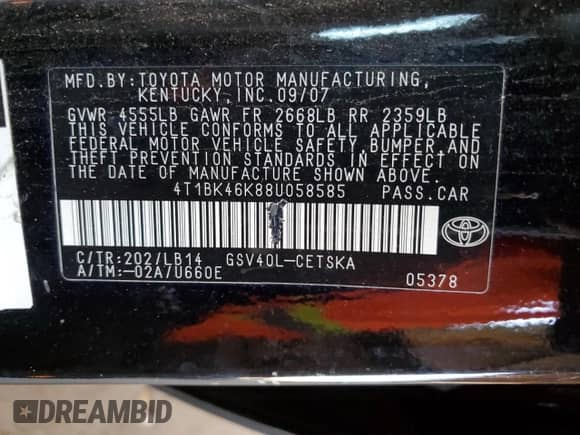 MFD.BY:TOYOTA MOTOR MANUFACTURING,
KENTUCKY,INC.09/07
GVWR 4555LB GAWR FR 2668LB RR 2359LB
THIS VEHICLE CONFORMS TO ALL APPLICABLE
FEDERAL MOTOR VEHICLE SAFETY,BUMPER,AND
THEFT PREVENTION STANDARDS IN EFFECT ON
THE DATE OF MANUFACTURE SHOWN ABOVE.
4T1BK46K88U058585 PASS.CAR
C/TR:202/LB14 GSV40L-CETSKA
A/TM:-02A/U660E 05378
DREAMBID